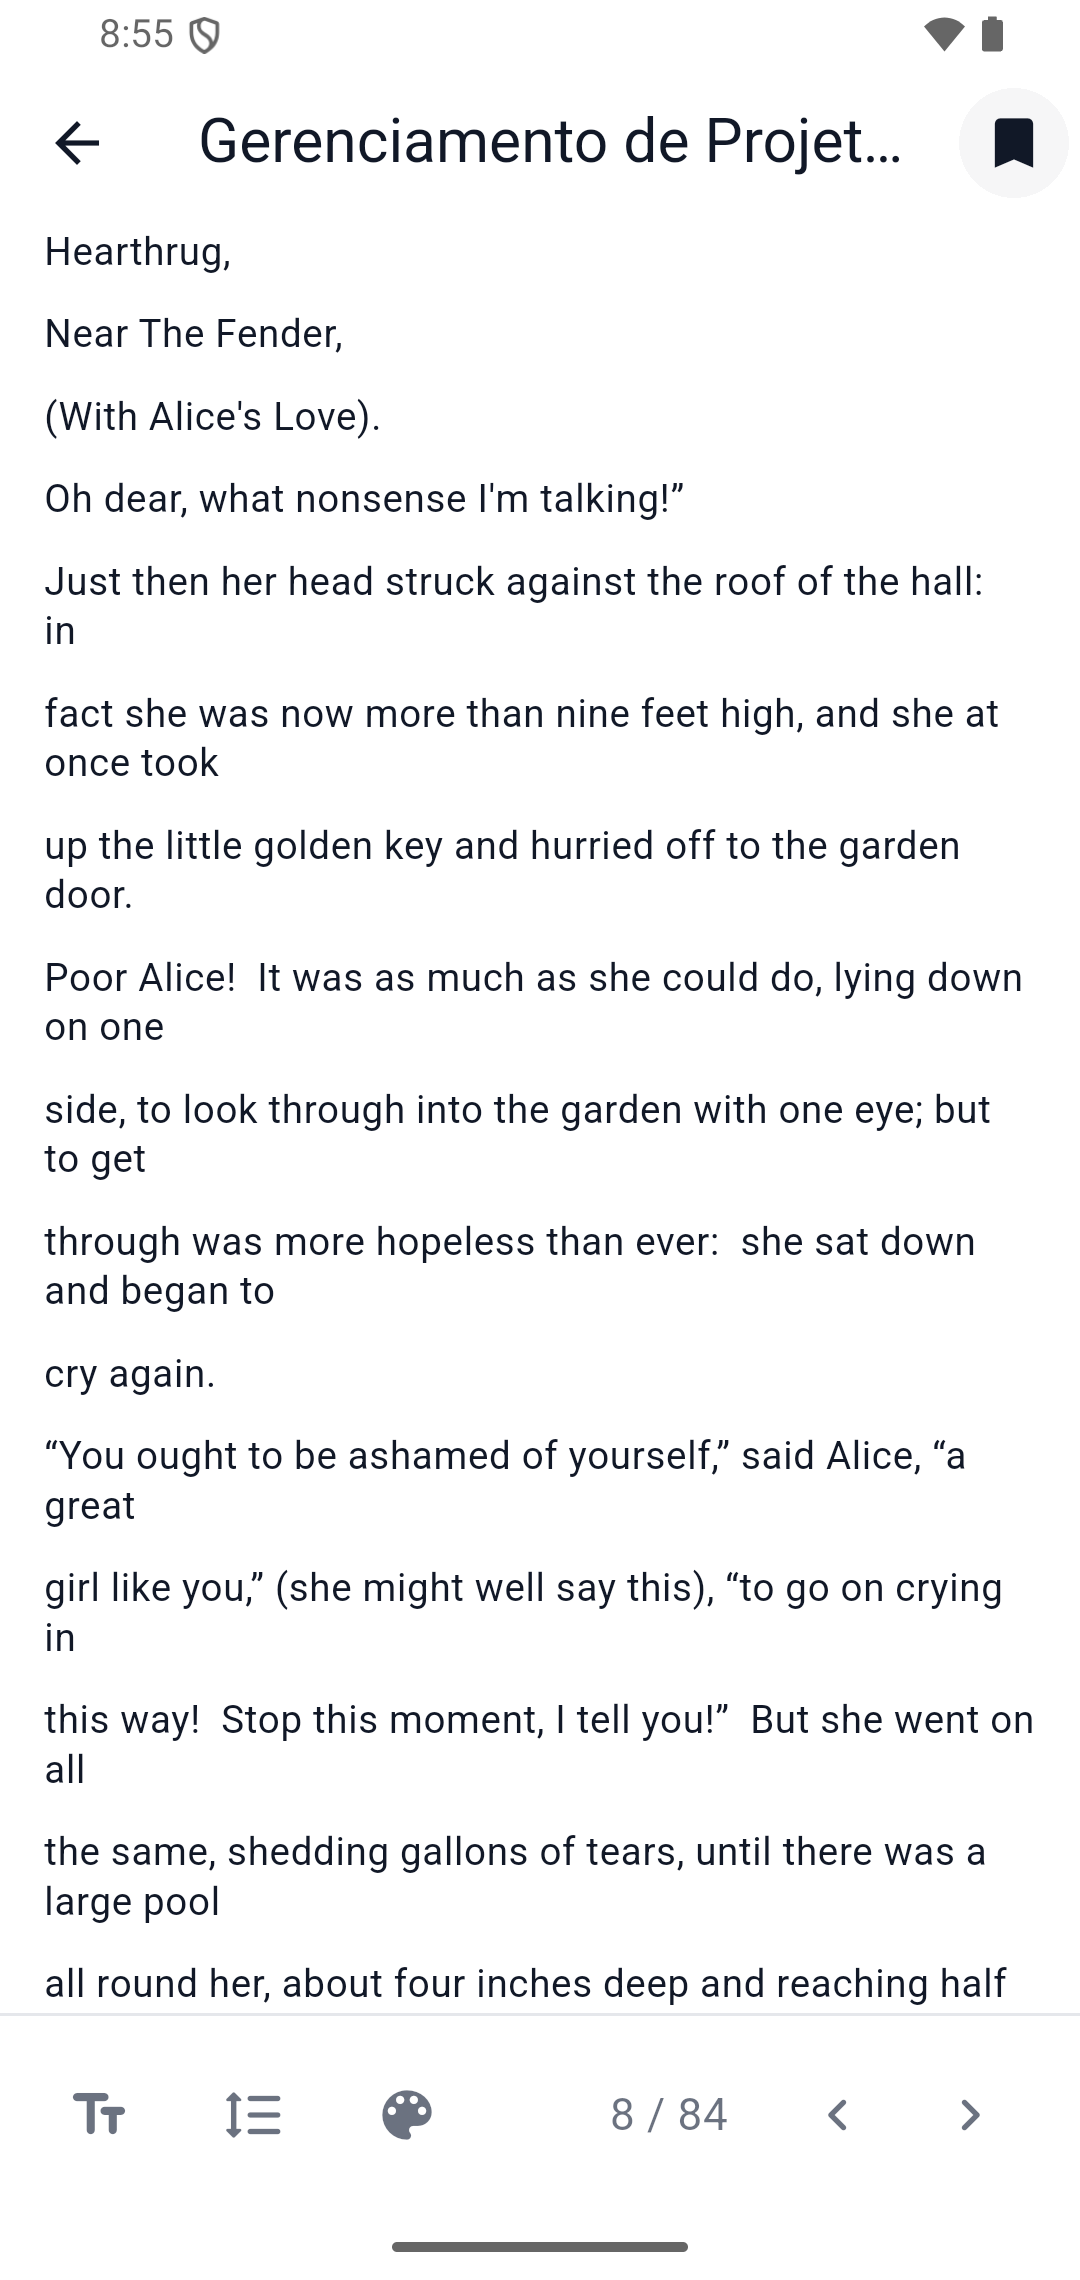 8:55
Gerenciamento de Projet...
Hearthrug,
Near The Fender,
(With Alice's Love).
Oh dear, what nonsense I'm talking!”
Just then her head struck against the roof of the hall:
in
fact she was now more than nine feet high, and she at
once took
up the little golden key and hurried off to the garden
door.
Poor Alice!  It was as much as she could do, lying down
on one
side, to look through into the garden with one eye; but
to get
through was more hopeless than ever:  she sat down
and began to
cry again.
“You ought to be ashamed of yourself,” said Alice, “a
great
girl like you,” (she might well say this), “to go on crying
in
this way!  Stop this moment, I tell you!”  But she went on
all
the same, shedding gallons of tears, until there was a
large pool
all round her, about four inches deep and reaching half
8 / 84